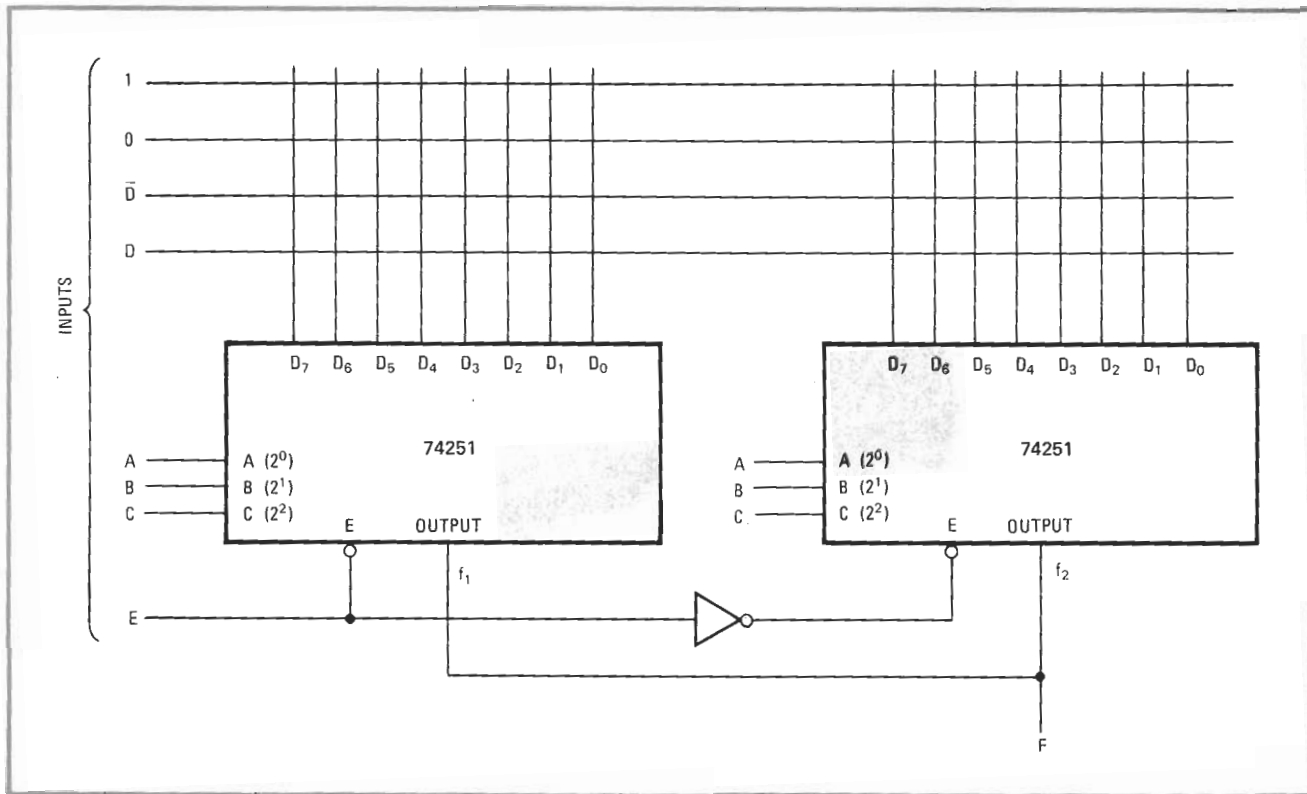 1
0
D̅
D
INPUTS
D₇ D₆ D₅ D₄ D₃ D₂ D₁ D₀
D₇ D₆ D₅ D₄ D₃ D₂ D₁ D₀
74251
74251
A A (2⁰)
B B (2¹)
C C (2²)
A A (2⁰)
B B (2¹)
C C (2²)
E OUTPUT
E OUTPUT
f₁
f₂
E
F